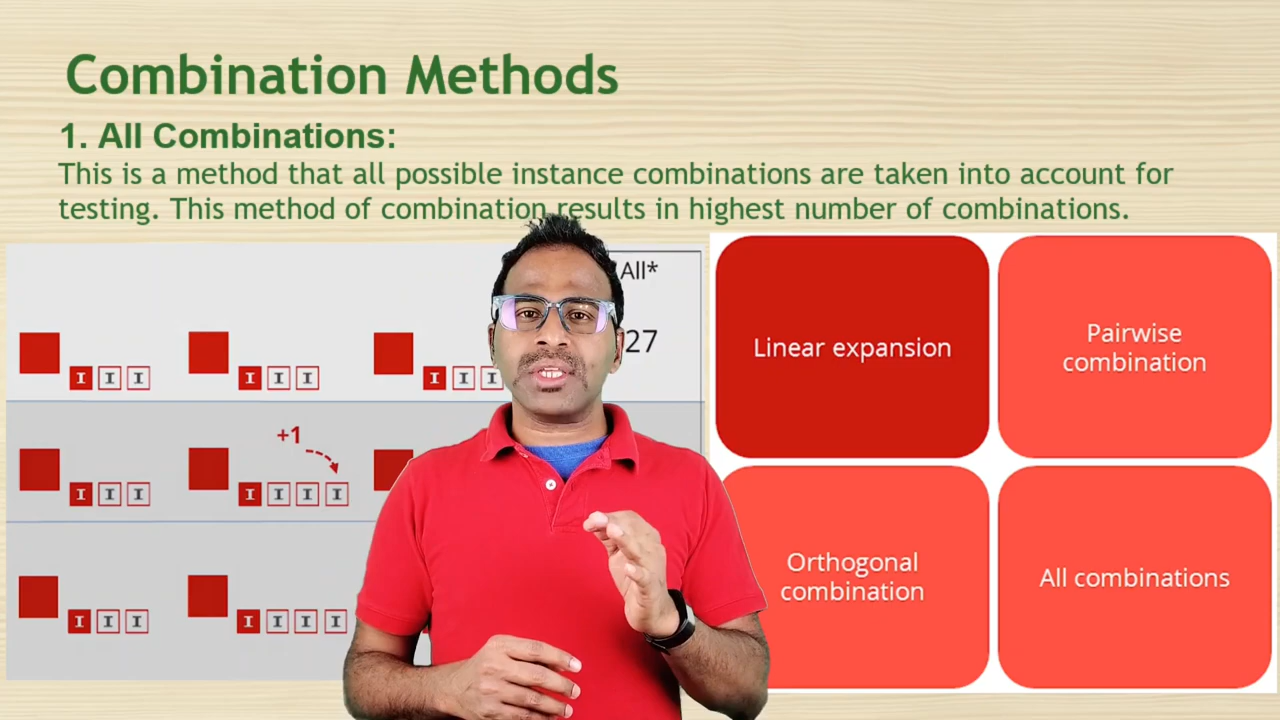 Combination Methods
1. All Combinations:
This is a method that all possible instance combinations are taken into account for
testing. This method of combination results in highest number of combinations.
All*
27
I I I
I I I
I I I
+1
I I I
I I I I
I I I
I I I I
Linear expansion
Pairwise
combination
Orthogonal
combination
All combinations